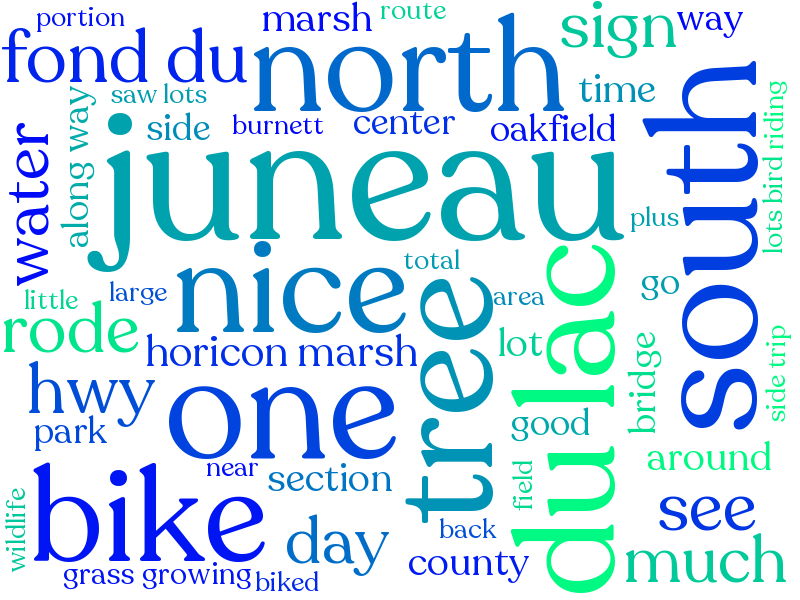 portion
marsh
route
sign
way
fond du
north
saw lots
time
side
burnett
center
oakfield
along way
water
juneau
south
lots bird riding
plus
total
nice
little
large
area
go
rode
tree
du lac
lot
horicon marsh
bridge
side trip
hwy
one
good
park
near
section
around
field
bike
wildlife
day
back
see
county
much
grass growing
biked